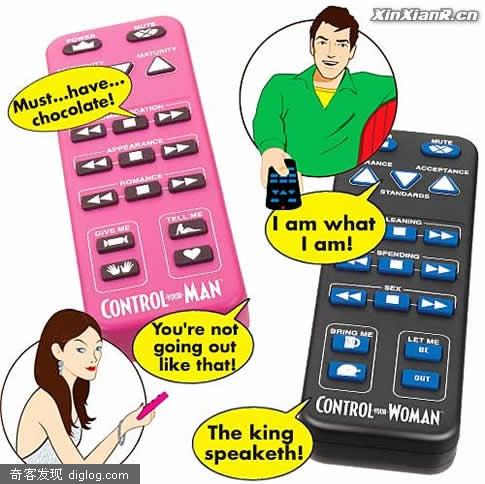 XinXianR.cn
POWER
MUTE
MATURITY
Must...have...
chocolate!
APPEARANCE
ROMANCE
GIVE ME
TELL ME
CONTROL YOUR MAN
MUTE
ACCEPTANCE
STANDARDS
I am what
I am!
SPENDING
SEX
BRING ME
LET ME
BE
OUT
CONTROL YOUR WOMAN
You're not
going out
like that!
The king
speaketh!
奇客发现 diglog.com